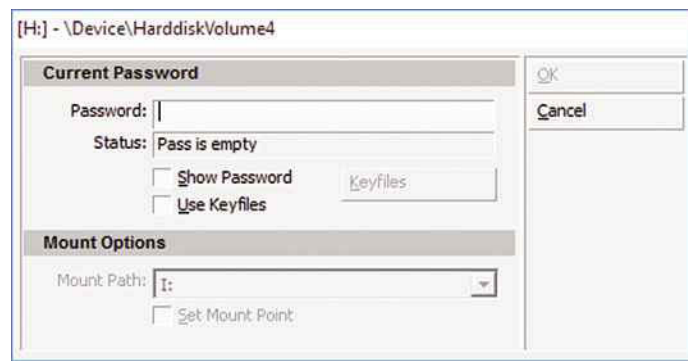 [H:] - \Device\HarddiskVolume4
Current Password
OK
Password:
Cancel
Status: Pass is empty
Show Password
Keyfiles
Use Keyfiles
Mount Options
Mount Path: I:
Set Mount Point